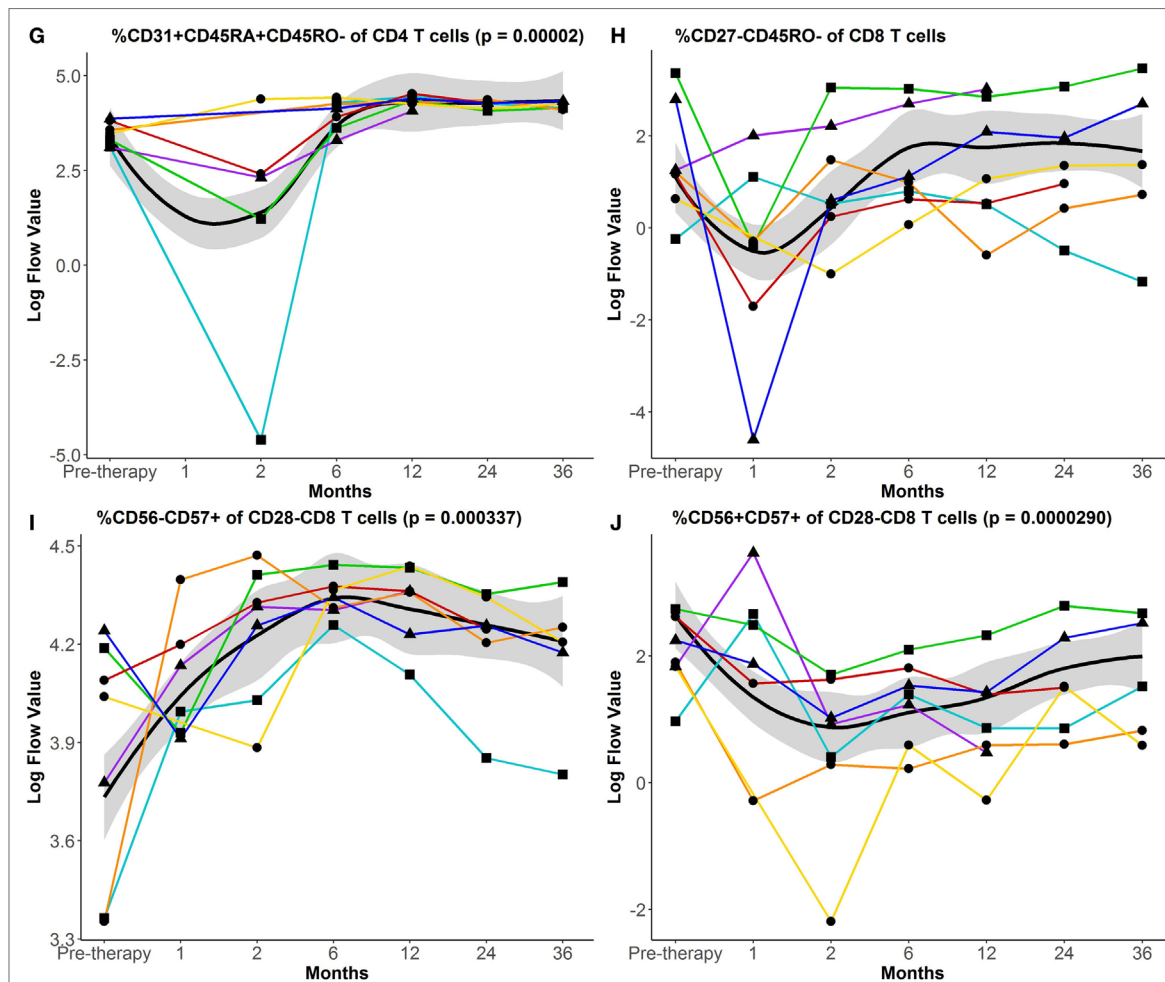 G %CD31+CD45RA+CD45RO- of CD4 T cells (p = 0.00002)
5.0
2.5
0.0
-2.5
-5.0
Log Flow Value
Pre-therapy 1 2 6 12 24 36
Months
H %CD27-CD45RO- of CD8 T cells
2
0
2
-4
Log Flow Value
Pre-therapy 1 2 6 12 24 36
Months
I %CD56-CD57+ of CD28-CD8 T cells (p = 0.000337)
4.5
4.2
3.9
3.6
3.3
Log Flow Value
Pre-therapy 1 2 6 12 24 36
Months
J %CD56+CD57+ of CD28-CD8 T cells (p = 0.0000290)
2
0
-2
Log Flow Value
Pre-therapy 1 2 6 12 24 36
Months